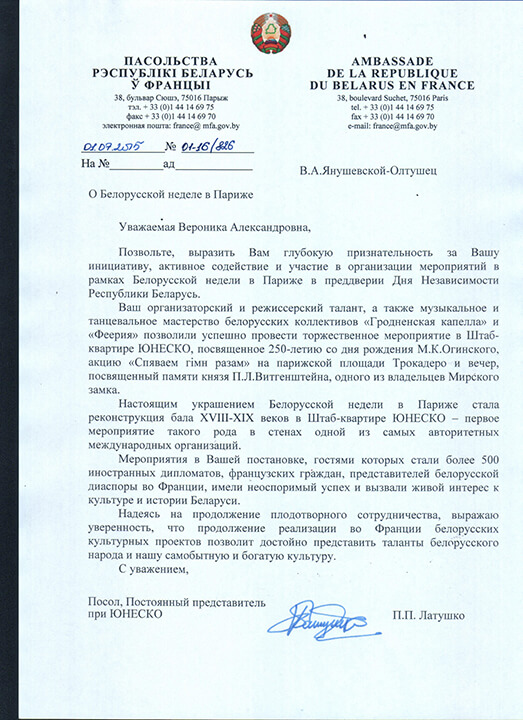 ПАСОЛЬСТВА
РЭСПУБЛІКІ БЕЛАРУСЬ
Ў ФРАНЦЫІ
38, бульвар Сюшэ, 75016 Парыж
тэл. + 33 (0)1 44 14 69 75
факс + 33 (0)1 44 14 69 70
электронная пошта: france@ mfa.gov.by
AMBASSADE
DE LA REPUBLIQUE
DU BELARUS EN FRANCE
38, boulevard Suchet, 75016 Paris
tel. + 33 (0)1 44 14 69 75
fax + 33 (0)1 44 14 69 70
e-mail: france@mfa.gov.by
01.07.2015 № 01-16/826
На № ад
В.А.Янушевской-Олтушец
О Белорусской неделе в Париже
Уважаемая Вероника Александровна,
Позвольте, выразить Вам глубокую признательность за Вашу
инициативу, активное содействие и участие в организации мероприятий в
рамках Белорусской недели в Париже в преддверии Дня Независимости
Республики Беларусь.
Ваш организаторский и режиссерский талант, а также музыкальное и
танцевальное мастерство белорусских коллективов «Гродненская капелла» и
«Феерия» позволили успешно провести торжественное мероприятие в Штаб-
квартире ЮНЕСКО, посвященное 250-летию со дня рождения М.К.Огинского,
акцию «Спяваем гімн разам» на парижской площади Трокадеро и вечер,
посвященный памяти князя П.Л.Витгенштейна, одного из владельцев Мирского
замка.
Настоящим украшением Белорусской недели в Париже стала
реконструкция бала XVIII-XIX веков в Штаб-квартире ЮНЕСКО – первое
мероприятие такого рода в стенах одной из самых авторитетных
международных организаций.
Мероприятия в Вашей постановке, гостями которых стали более 500
иностранных дипломатов, французских граждан, представителей белорусской
диаспоры во Франции, имели неоспоримый успех и вызвали живой интерес к
культуре и истории Беларуси.
Надеясь на продолжение плодотворного сотрудничества, выражаю
уверенность, что продолжение реализации во Франции белорусских
культурных проектов позволит достойно представить таланты белорусского
народа и нашу самобытную и богатую культуру.
С уважением,
Посол, Постоянный представитель
при ЮНЕСКО
П.П. Латушко